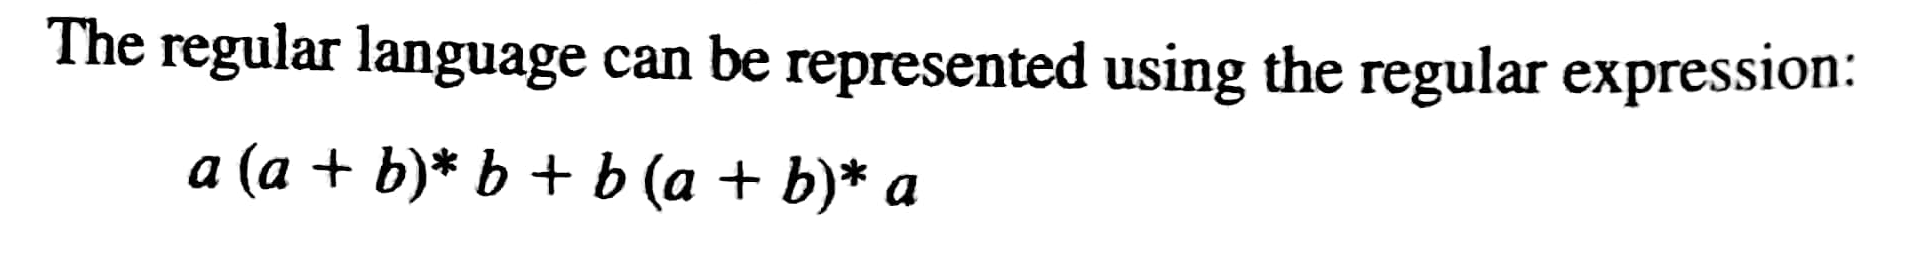 The regular language can be represented using the regular expression:
a (a + b)* b + b (a + b)* a